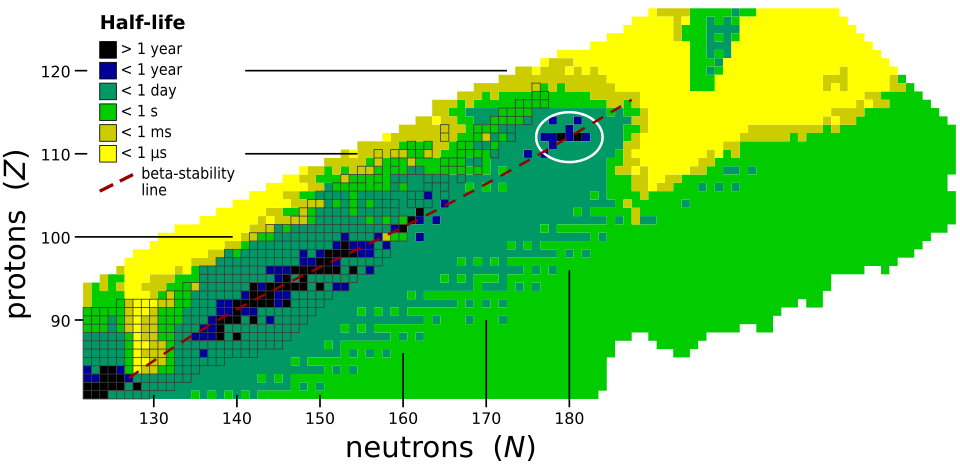 Half-life
> 1 year
< 1 year
< 1 day
< 1 s
< 1 ms
< 1 µs
beta-stability
line
120
110
100
90
protons (Z)
130 140 150 160 170 180
neutrons (N)